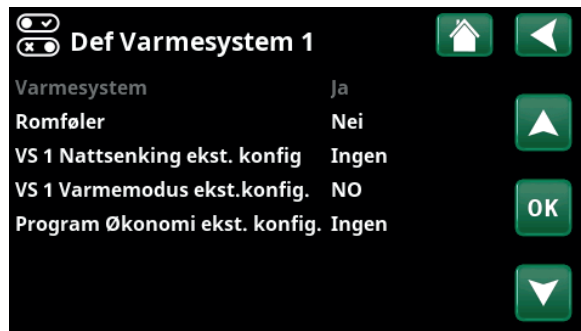 Def Varmesystem 1
Varmesystem Ja
Romføler Nei
VS 1 Nattsenking ekst. konfig Ingen
VS 1 Varmemodus ekst.konfig. NO
Program Økonomi ekst. konfig. Ingen
OK